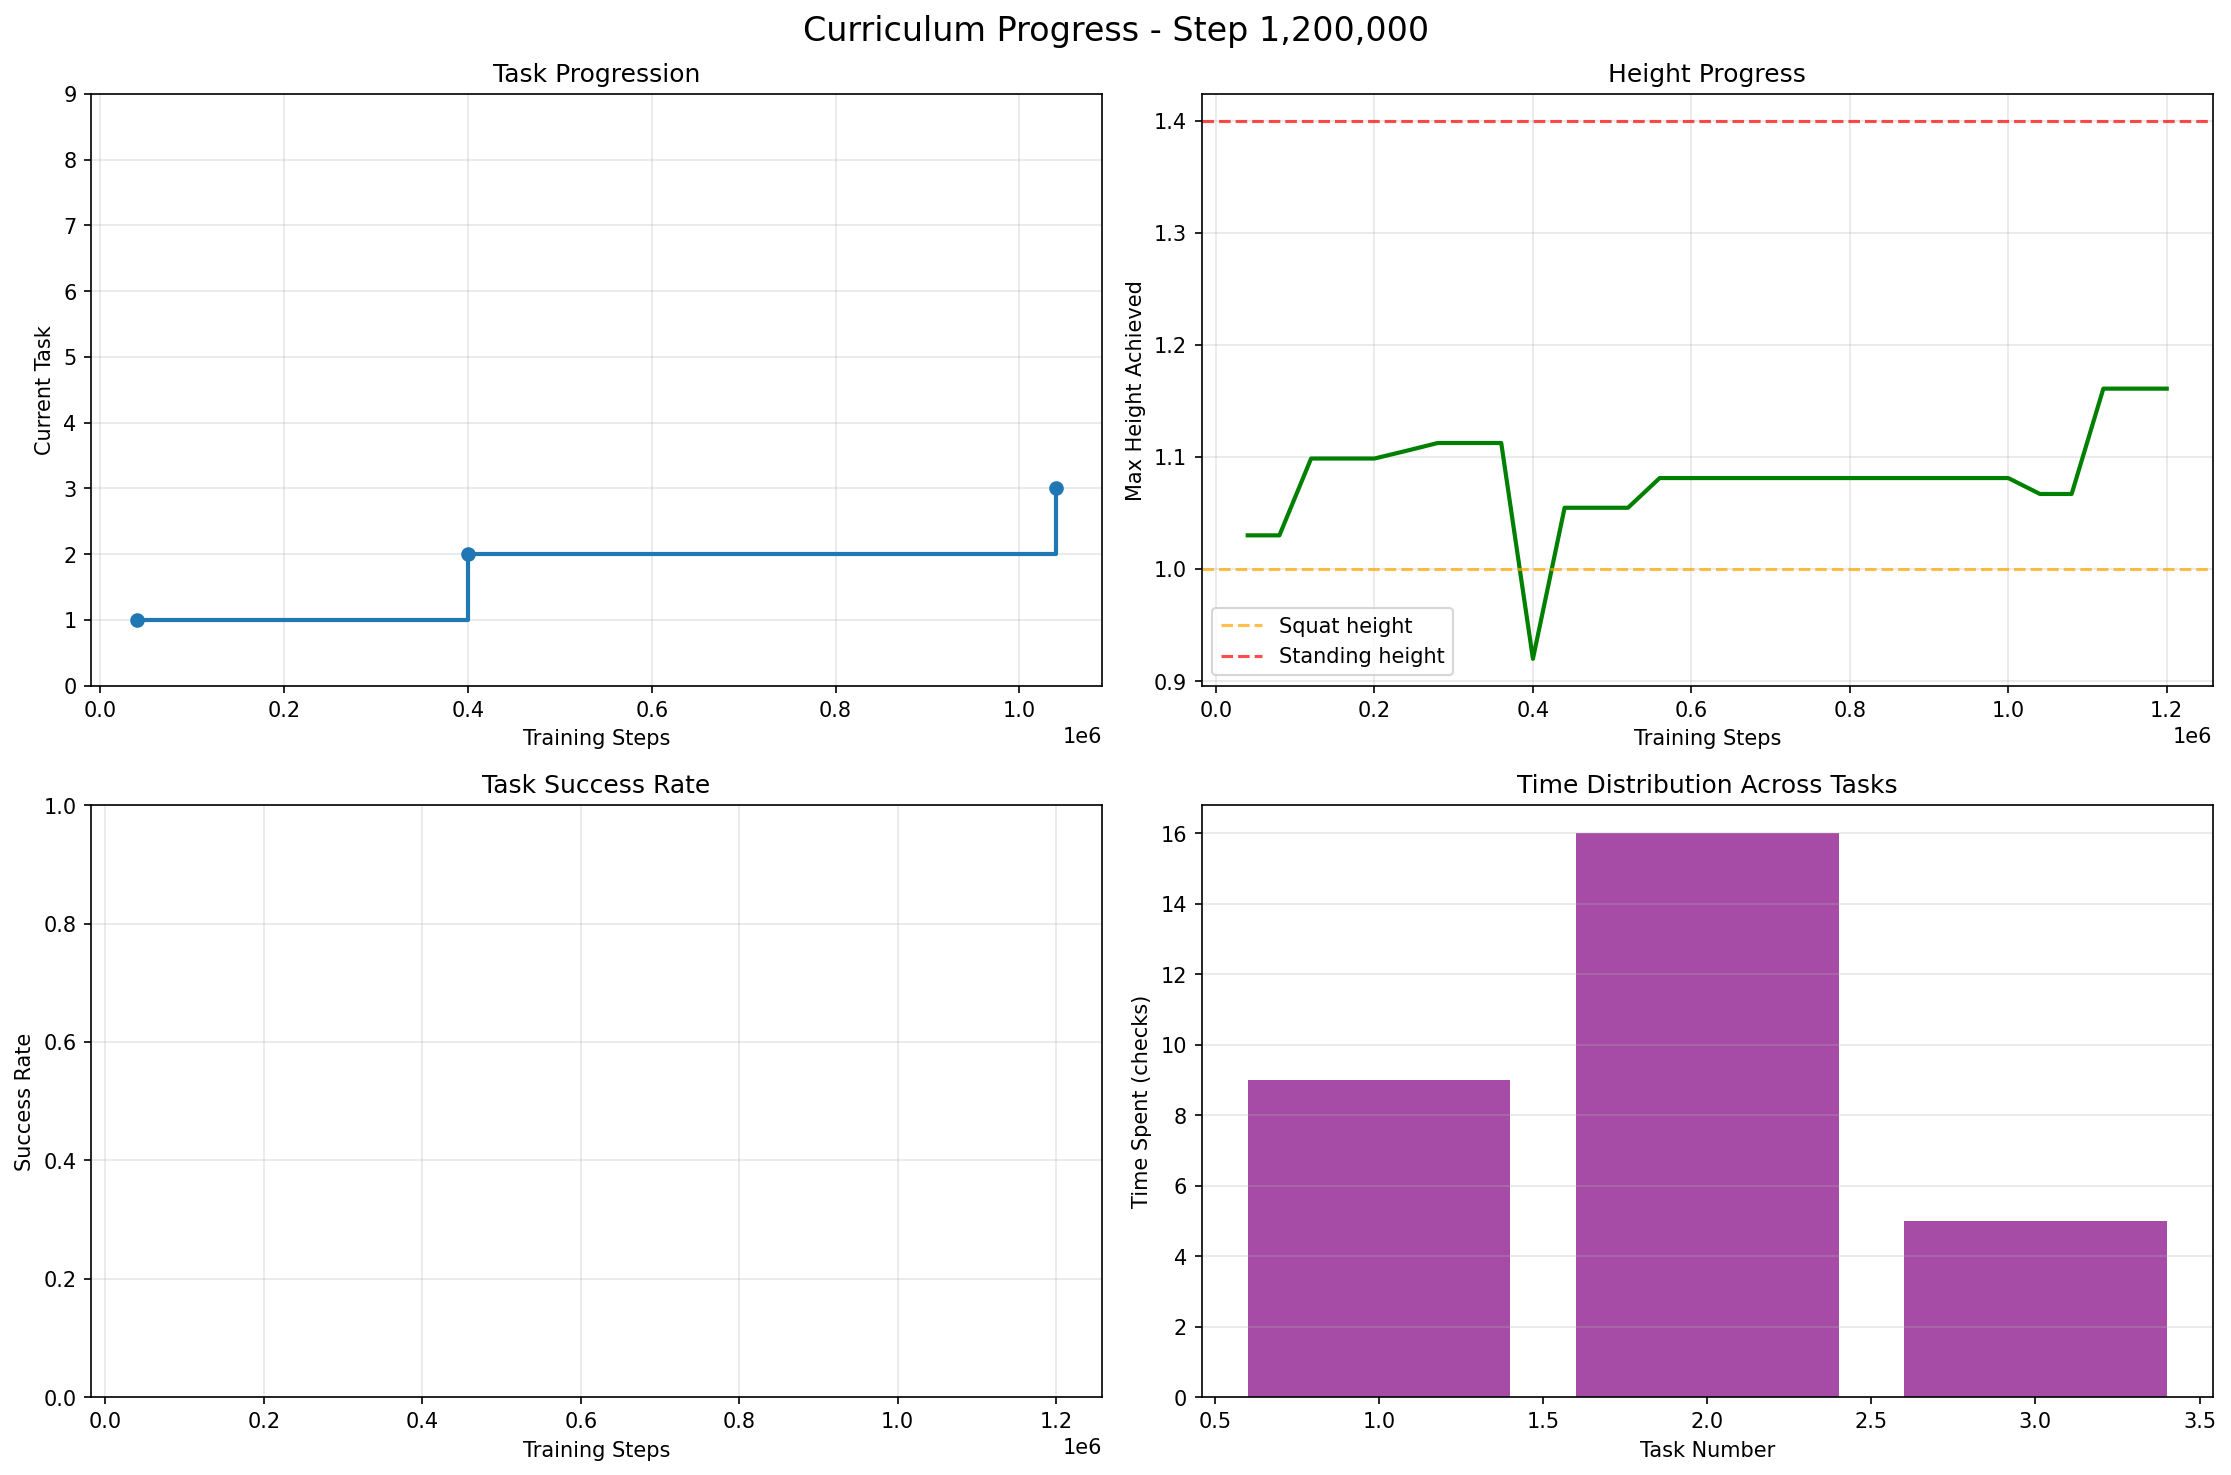 Curriculum Progress - Step 1,200,000
Task Progression
9
8
7
6
5
4
3
2
1
0
Current Task
0.0 0.2 0.4 0.6 0.8 1.0
1e6
Training Steps
Height Progress
1.4
1.3
1.2
1.1
1.0
0.9
Max Height Achieved
Squat height
Standing height
0.0 0.2 0.4 0.6 0.8 1.0 1.2
1e6
Training Steps
Task Success Rate
1.0
0.8
0.6
0.4
0.2
0.0
Success Rate
0.0 0.2 0.4 0.6 0.8 1.0 1.2
1e6
Training Steps
Time Distribution Across Tasks
16
14
12
10
8
6
4
2
0
Time Spent (checks)
0.5 1.0 1.5 2.0 2.5 3.0 3.5
Task Number